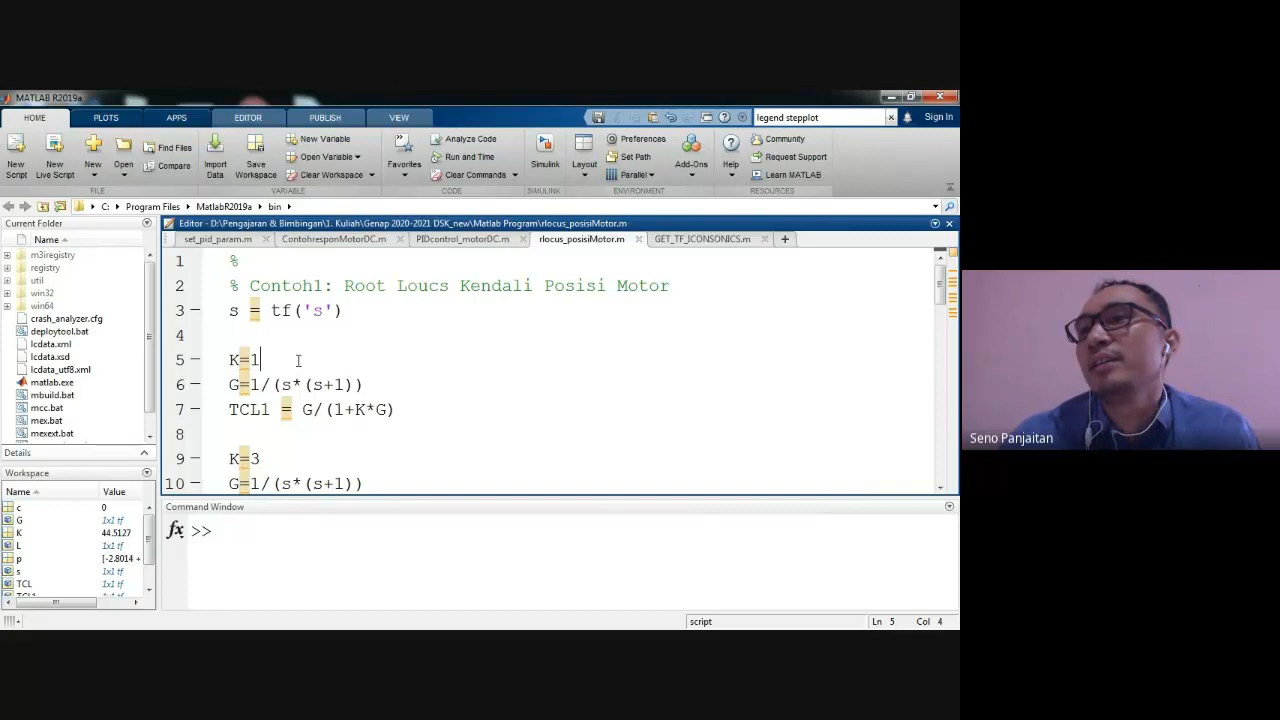 MATLAB R2019a
HOME PLOTS APPS EDITOR PUBLISH VIEW legend stepplot Sign In
New Script
New Live Script
New
Open
Find Files
Compare
Import Data
Save Workspace
New Variable
Open Variable
Clear Workspace
Favorites
Analyze Code
Run and Time
Clear Commands
Simulink
Layout
Preferences
Set Path
Parallel
Add-Ons
Help
Community
Request Support
Learn MATLAB
FILE VARIABLE CODE SIMULINK ENVIRONMENT RESOURCES
C: Program Files MatlabR2019a bin
Current Folder
Name
m3iregistry
registry
util
win32
win64
crash_analyzer.cfg
deploytool.bat
lcdata.xml
lcdata.xsd
lcdata_utf8.xml
matlab.exe
mbuild.bat
mcc.bat
mex.bat
mexext.bat
Details
Workspace
Name Value
c 0
G 1x1 tf
K 44.5127
L 1x1 tf
p [-2.8014 +
s 1x1 tf
TCL 1x1 tf
TCL1 1x1 tf
Editor - D:\Pengajaran & Bimbingan\1. Kuliah\Genap 2020-2021 DSK_new\Matlab Program\rlocus_posisiMotor.m
set_pid_param.m ContohresponMotorDC.m PIDcontrol_motorDC.m rlocus_posisiMotor.m GET_TF_ICONSONICS.m
1 %
2 % Contoh1: Root Loucs Kendali Posisi Motor
3 s = tf('s')
4
5 K=1
6 G=1/(s*(s+1))
7 TCL1 = G/(1+K*G)
8
9 K=3
10 G=1/(s*(s+1))
Command Window
fx >>
script Ln 5 Col 4
Seno Panjaitan